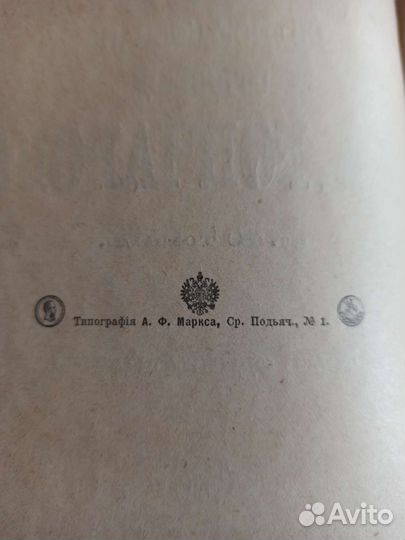 Типографія А. Ф. Маркса, Ср. Подьяч., № 1.
Avito